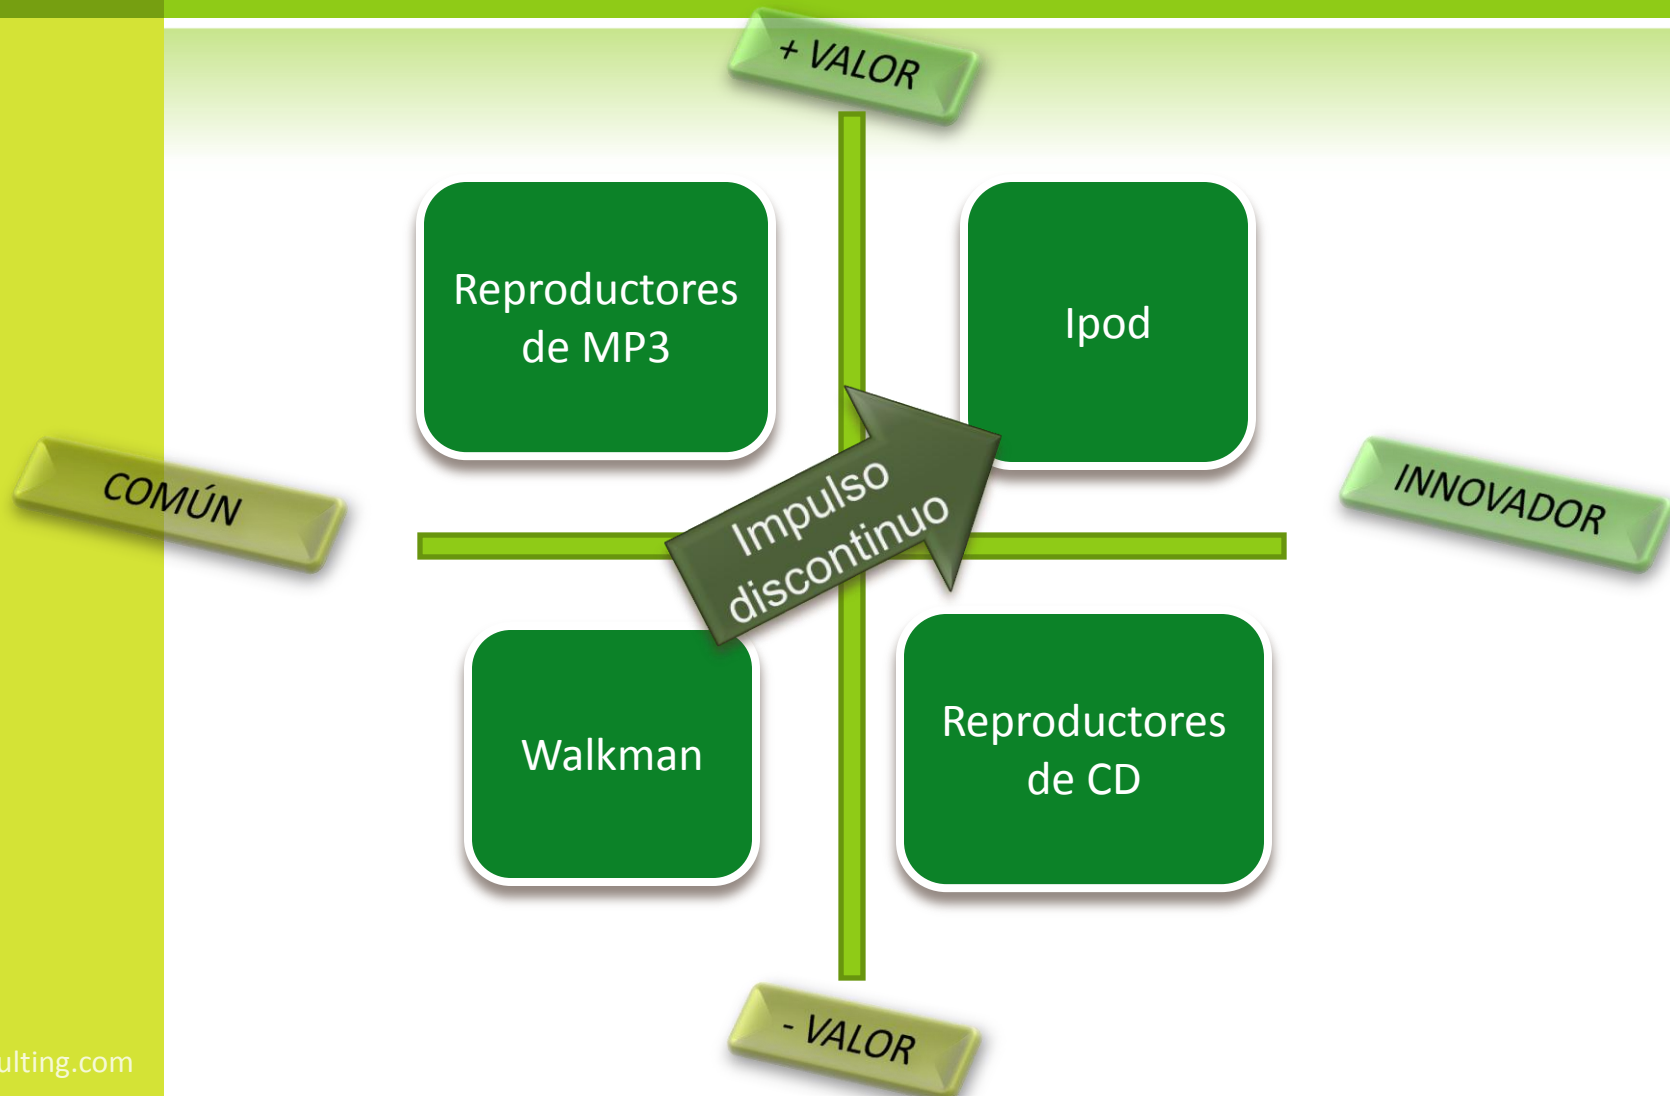 + VALOR
Reproductores
de MP3
Ipod
COMÚN
INNOVADOR
Impulso
discontinuo
Walkman
Reproductores
de CD
- VALOR
ulting.com